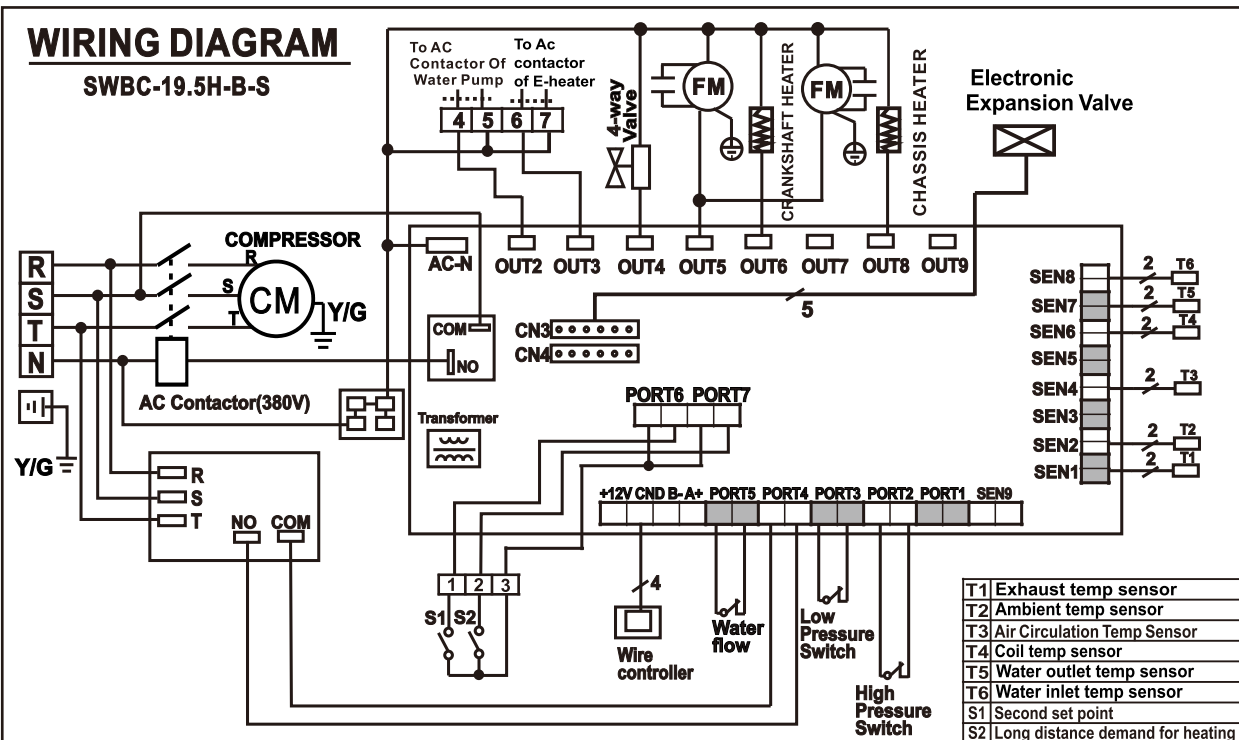 WIRING DIAGRAM
SWBC-19.5H-B-S
To AC
Contactor Of
Water Pump
To Ac
contactor
of E-heater
4 5 6 7
4-way
Valve
FM
CRANKSHAFT HEATER
FM
CHASSIS HEATER
Electronic
Expansion Valve
AC-N
OUT2 OUT3 OUT4 OUT5 OUT6 OUT7 OUT8 OUT9
R
S
T
N
COMPRESSOR
R
S
T
CM
Y/G
AC Contactor(380V)
Y/G
COM
NO
CN3
CN4
5
Transformer
PORT6 PORT7
SEN8 2 T6
SEN7 2 T5
SEN6 2 T4
SEN5
SEN4 2 T3
SEN3
SEN2 2 T2
SEN1 2 T1
R
S
T
NO COM
+12V CND B- A+ PORT5 PORT4 PORT3 PORT2 PORT1 SEN9
1 2 3
S1 S2
4
Wire
controller
Water
flow
Low
Pressure
Switch
High
Pressure
Switch
T1 Exhaust temp sensor
T2 Ambient temp sensor
T3 Air Circulation Temp Sensor
T4 Coil temp sensor
T5 Water outlet temp sensor
T6 Water inlet temp sensor
S1 Second set point
S2 Long distance demand for heating